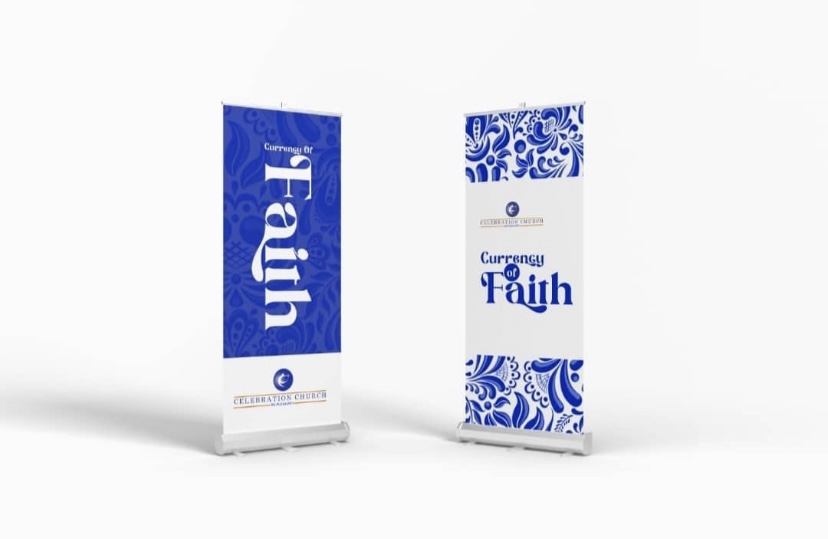 Currency Of
Faith
CELEBRATION CHURCH
CELEBRATION CHURCH
Currency
of
Faith